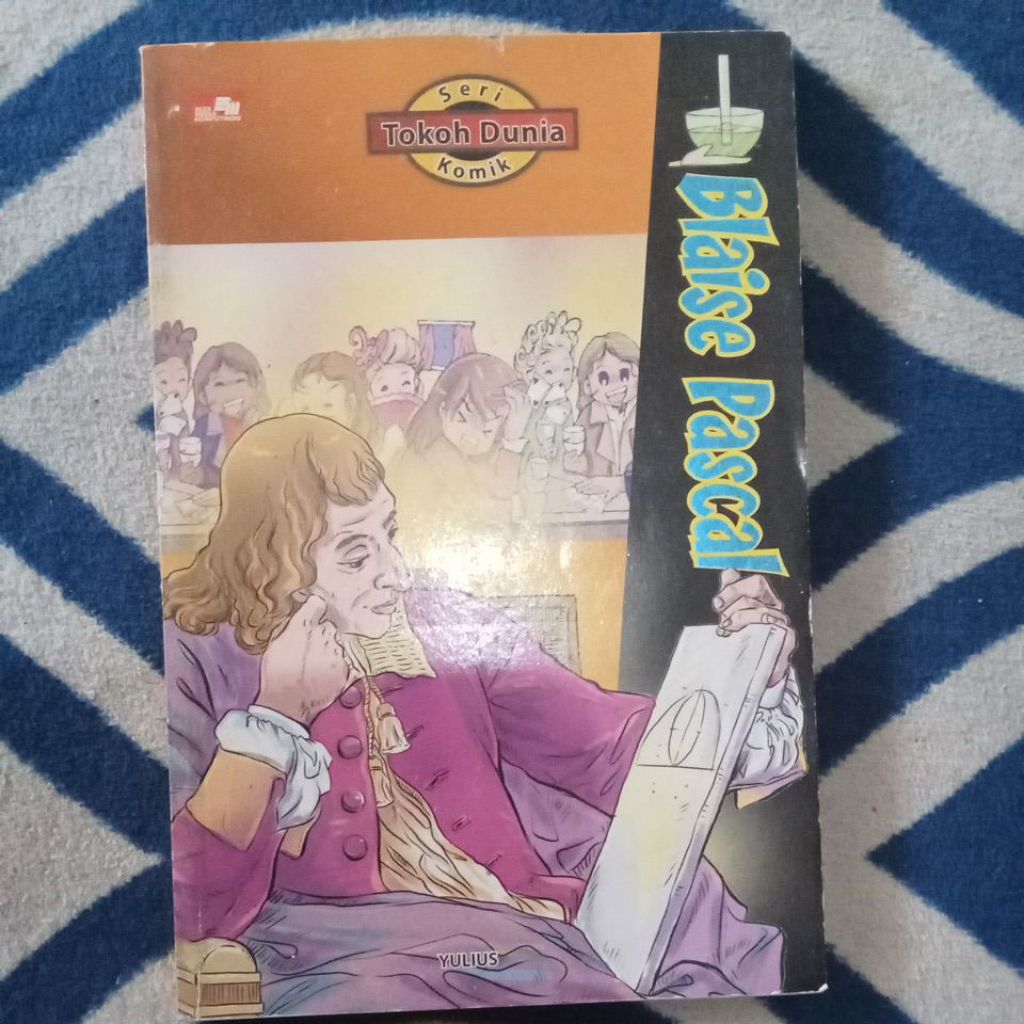 Seri
Tokoh Dunia
Komik
Blaise Pascal
YULIUS